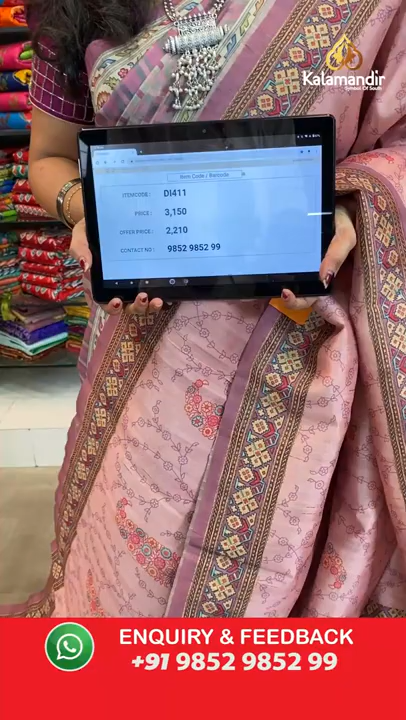 Kalamandir
Symbol Of South
Item Code / Barcode
ITEMCODE : DI411
PRICE : 3,150
OFFER PRICE : 2,210
CONTACT NO : 9852 9852 99
ENQUIRY & FEEDBACK
+91 9852 9852 99